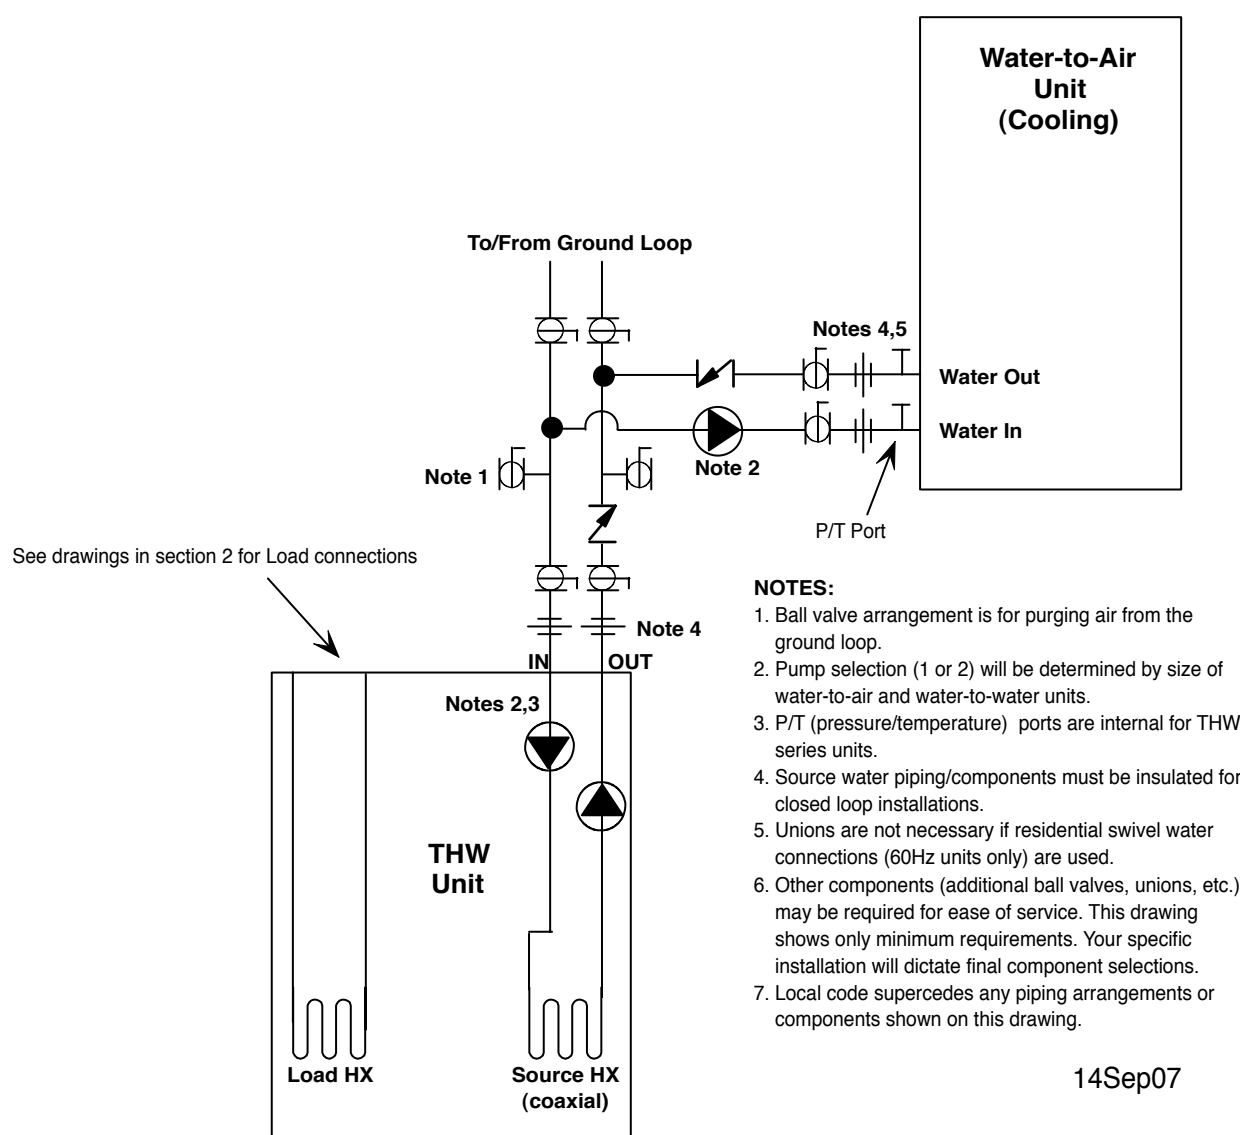 Water-to-Air
Unit
(Cooling)
To/From Ground Loop
Notes 4,5
Water Out
Water In
Note 1
Note 2
P/T Port
See drawings in section 2 for Load connections
Note 4
IN
OUT
Notes 2,3
THW
Unit
Load HX
Source HX
(coaxial)
NOTES:
1. Ball valve arrangement is for purging air from the
ground loop.
2. Pump selection (1 or 2) will be determined by size of
water-to-air and water-to-water units.
3. P/T (pressure/temperature) ports are internal for THW
series units.
4. Source water piping/components must be insulated for
closed loop installations.
5. Unions are not necessary if residential swivel water
connections (60Hz units only) are used.
6. Other components (additional ball valves, unions, etc.)
may be required for ease of service. This drawing
shows only minimum requirements. Your specific
installation will dictate final component selections.
7. Local code supercedes any piping arrangements or
components shown on this drawing.
14Sep07